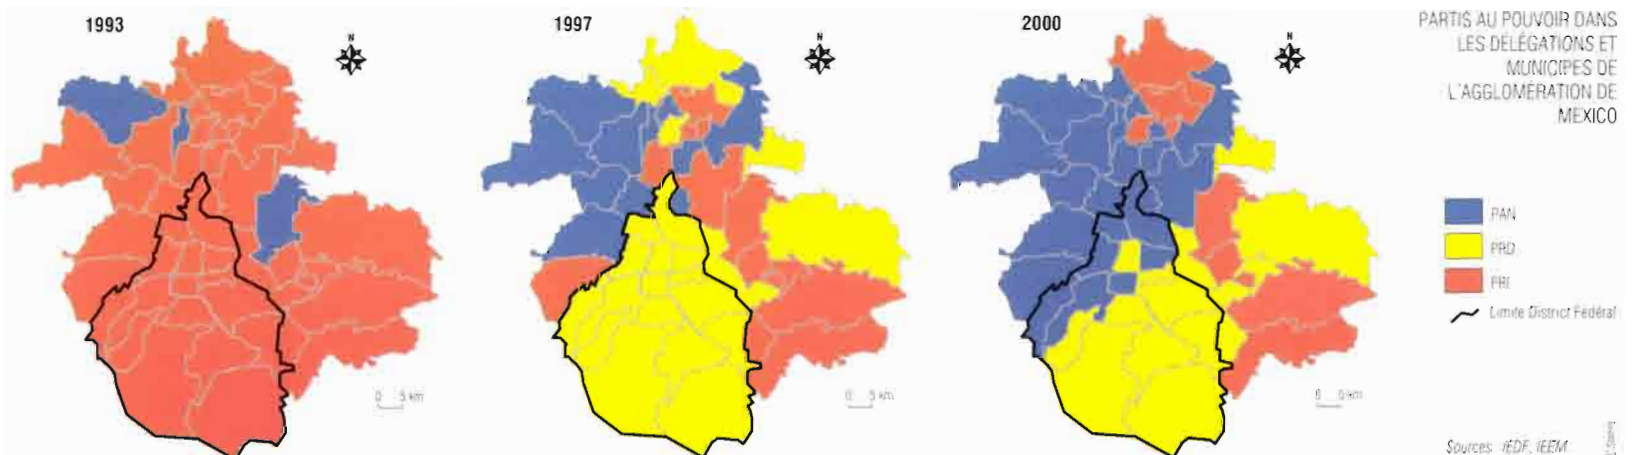 1993
1997
2000
N
N
N
PARTIS AU POUVOIR DANS
LES DÉLÉGATIONS ET
MUNICIPES DE
L'AGGLOMÉRATION DE
MEXICO
PAN
PRD
PRI
Limite District Fédéral
0 5 km
0 5 km
0 5 km
Sources: IEDF, IEEM